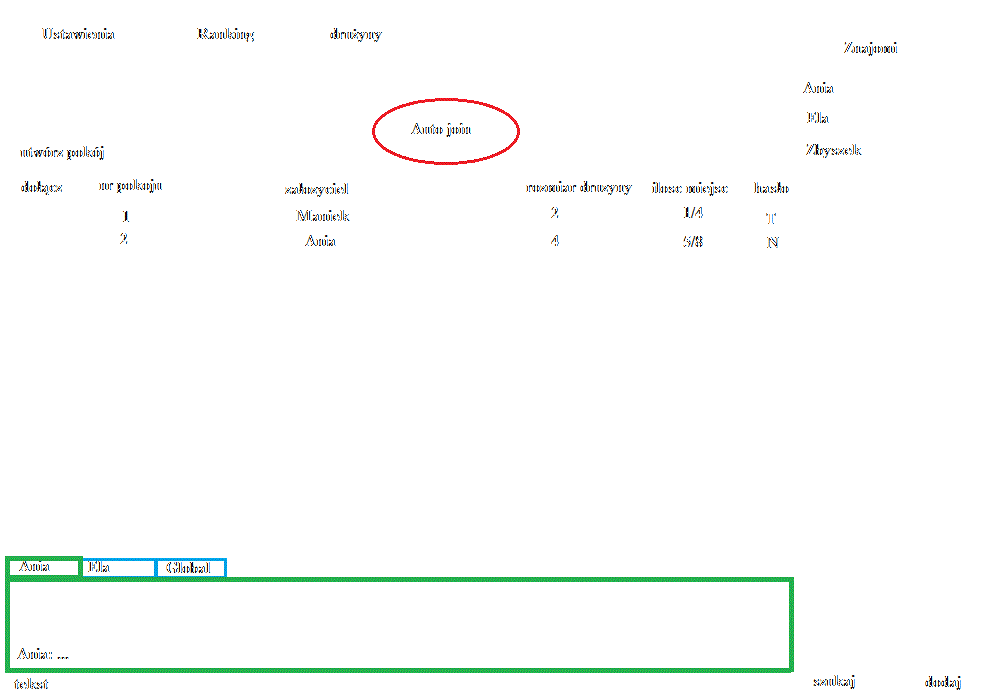 Ustawienia Ranking drużyny
Znajomi
Ania
Ela
Auto join
utwórz pokój
Zbyszek
dołącz nr pokoju założyciel rozmiar drużyny ilosc miejsc hasło
1 Maniek 2 1/4 T
2 Ania 4 5/8 N
Ania Ela Global
Ania: ...
tekst szukaj dodaj